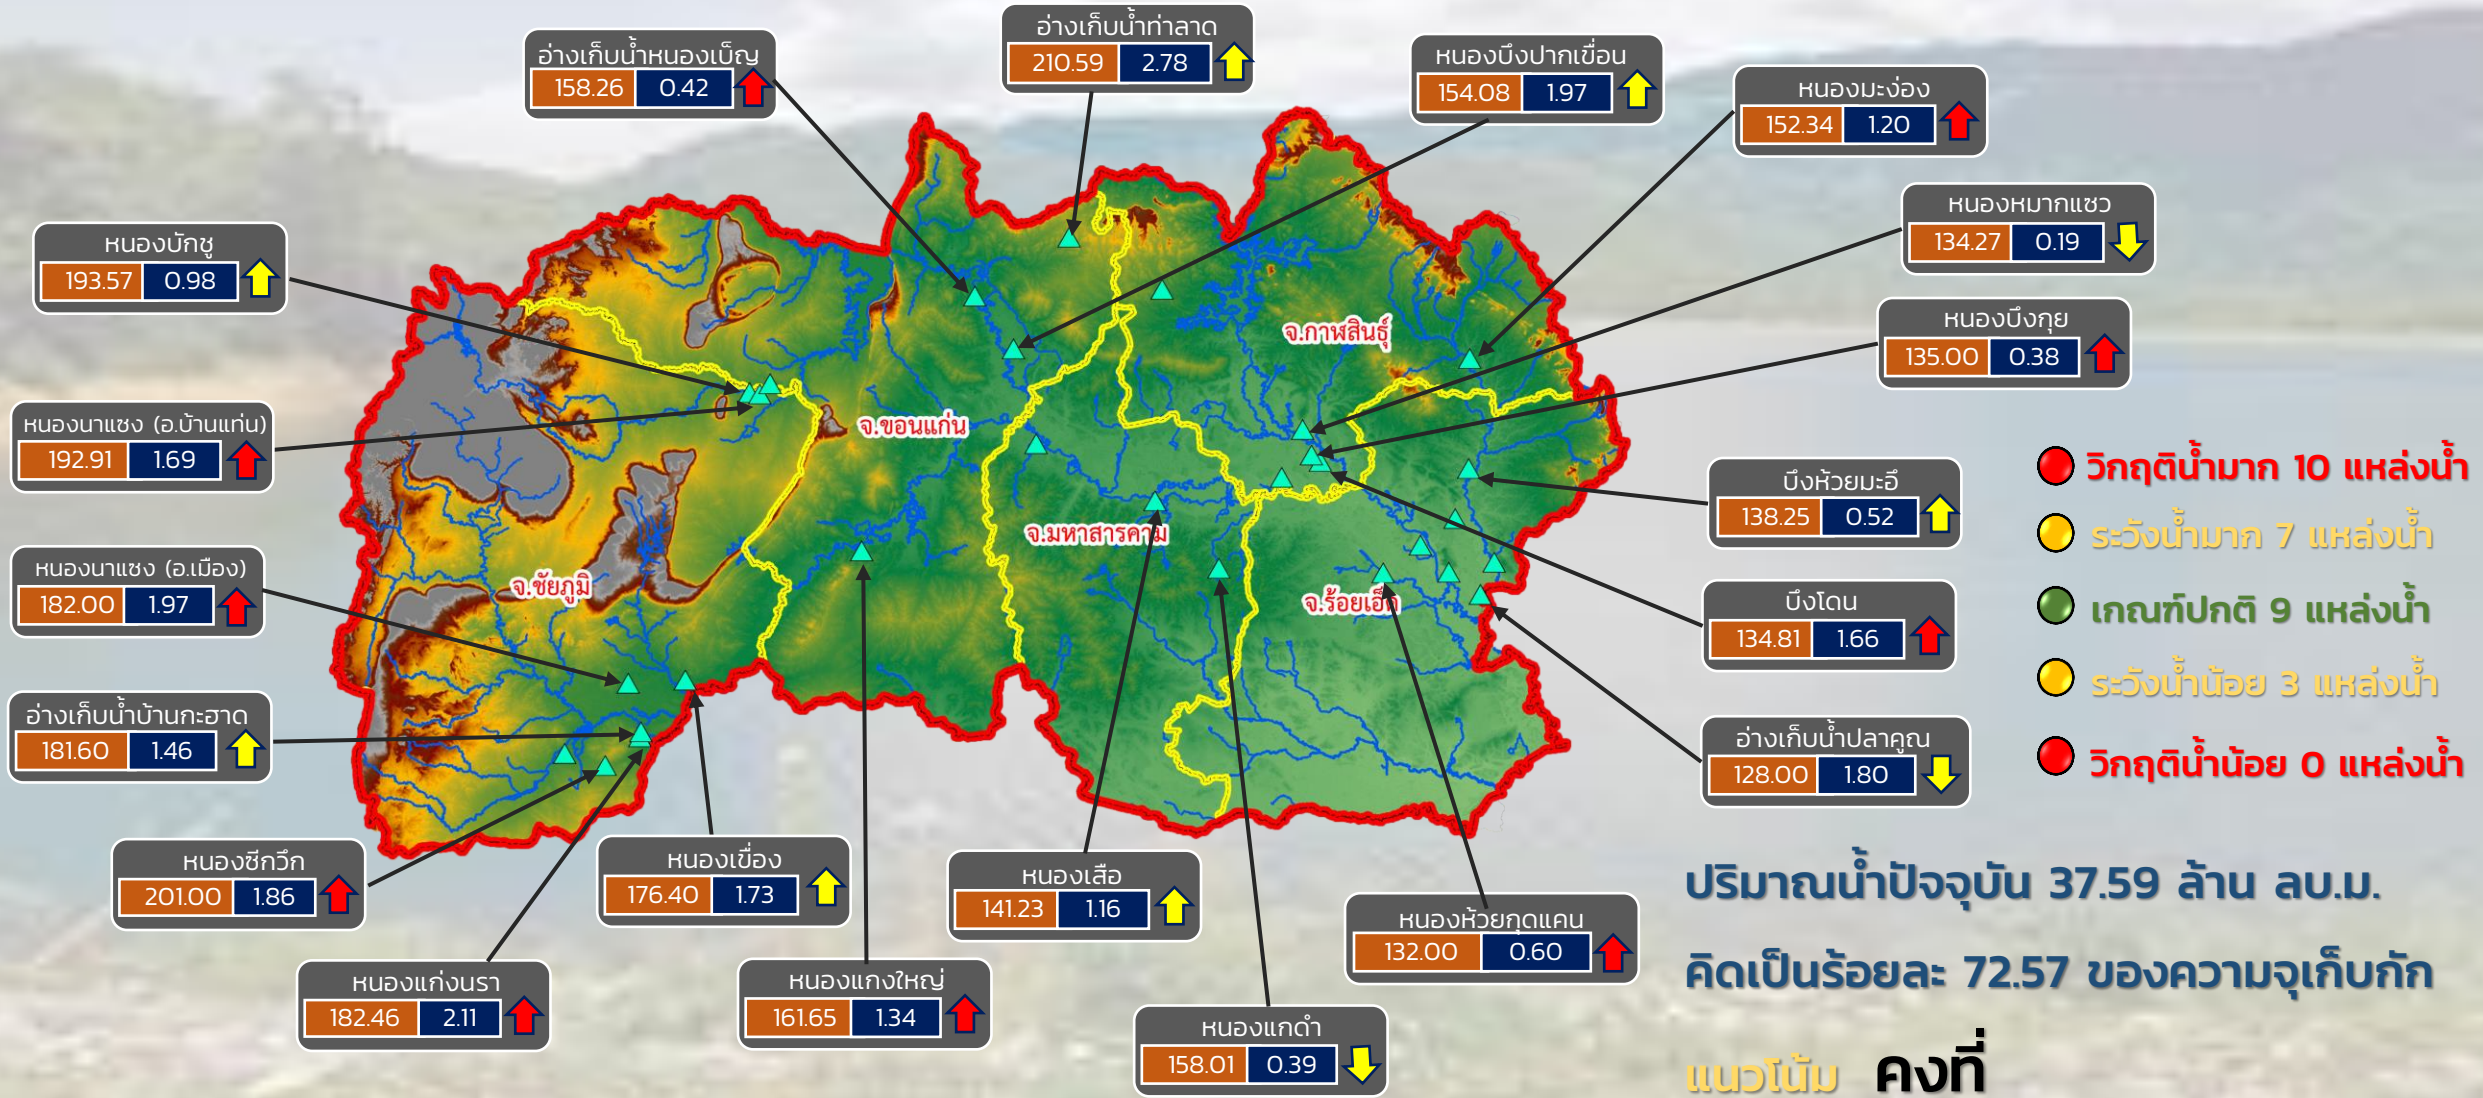 อ่างเก็บน้ำท่าลาด
210.59 2.78
อ่างเก็บน้ำหนองเบ็ญ
158.26 0.42
หนองบึงปากเขื่อน
154.08 1.97
หนองมะง่อง
152.34 1.20
หนองหมากแซว
134.27 0.19
หนองบักชู
193.57 0.98
หนองบึงกุย
135.00 0.38
จ.กาฬสินธุ์
หนองนาแซง (อ.บ้านแท่น)
192.91 1.69
จ.ขอนแก่น
วิกฤติน้ำมาก 10 แหล่งน้ำ
บึงห้วยมะอึ
138.25 0.52
ระวังน้ำมาก 7 แหล่งน้ำ
จ.มหาสารคาม
หนองนาแซง (อ.เมือง)
182.00 1.97
จ.ชัยภูมิ
จ.ร้อยเอ็ด
บึงโดน
134.81 1.66
เกณฑ์ปกติ 9 แหล่งน้ำ
ระวังน้ำน้อย 3 แหล่งน้ำ
อ่างเก็บน้ำบ้านกะฮาด
181.60 1.46
อ่างเก็บน้ำปลาคูณ
128.00 1.80
วิกฤติน้ำน้อย 0 แหล่งน้ำ
หนองซีกวึก
201.00 1.86
หนองเขื่อง
176.40 1.73
หนองเสือ
141.23 1.16
หนองห้วยกุดแคน
132.00 0.60
ปริมาณน้ำปัจจุบัน 37.59 ล้าน ลบ.ม.
คิดเป็นร้อยละ 72.57 ของความจุเก็บกัก
หนองแก่งนรา
182.46 2.11
หนองแกงใหญ่
161.65 1.34
หนองแกดำ
158.01 0.39
แนวโน้ม คงที่